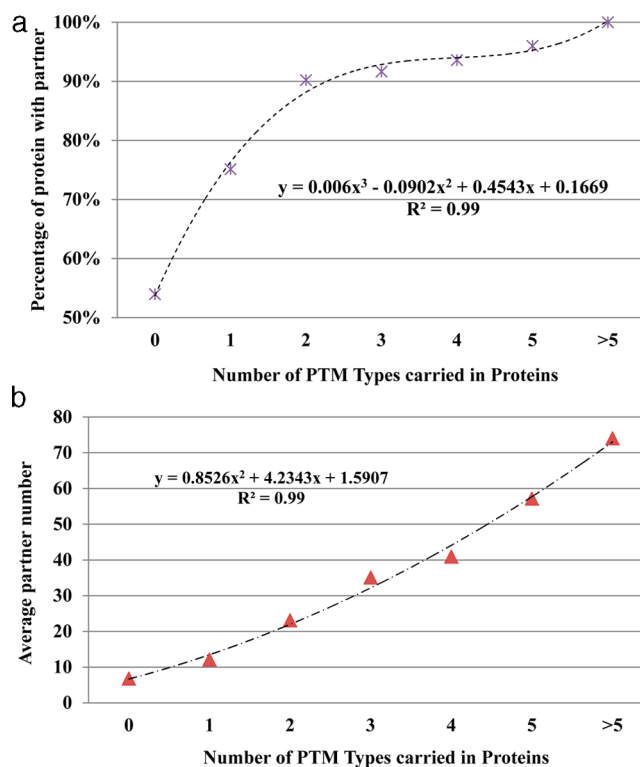 a
100%
90%
80%
70%
60%
50%
Percentage of protein with partner
y = 0.006x³ - 0.0902x² + 0.4543x + 0.1669
R² = 0.99
0 1 2 3 4 5 >5
Number of PTM Types carried in Proteins
b
80
70
60
50
40
30
20
10
0
Average partner number
y = 0.8526x² + 4.2343x + 1.5907
R² = 0.99
0 1 2 3 4 5 >5
Number of PTM Types carried in Proteins